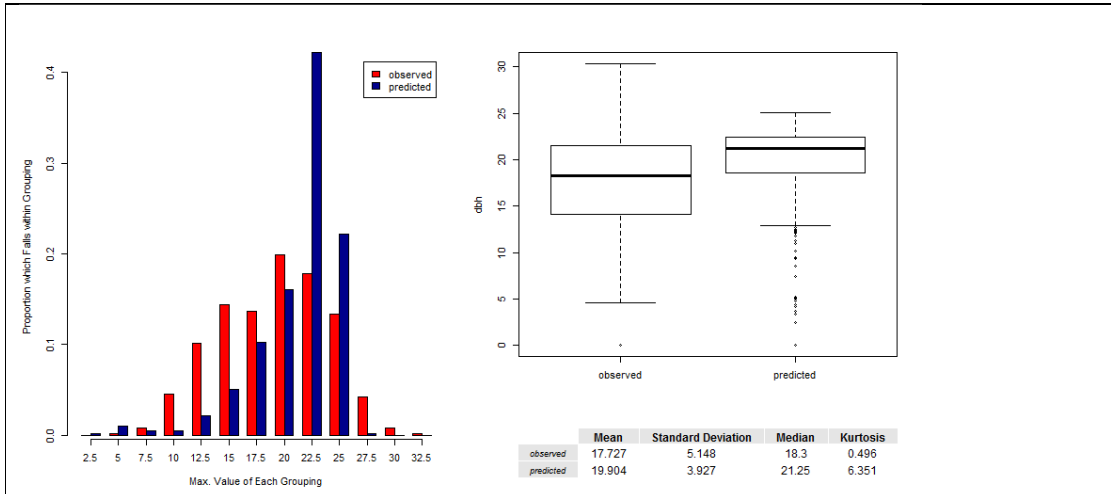 Proportion which Falls within Grouping
0.0 0.1 0.2 0.3 0.4
observed
predicted
2.5 5 7.5 10 12.5 15 17.5 20 22.5 25 27.5 30 32.5
Max. Value of Each Grouping
dbh
0 5 10 15 20 25 30
observed predicted
Mean Standard Deviation Median Kurtosis
observed 17.727 5.148 18.3 0.496
predicted 19.904 3.927 21.25 6.351